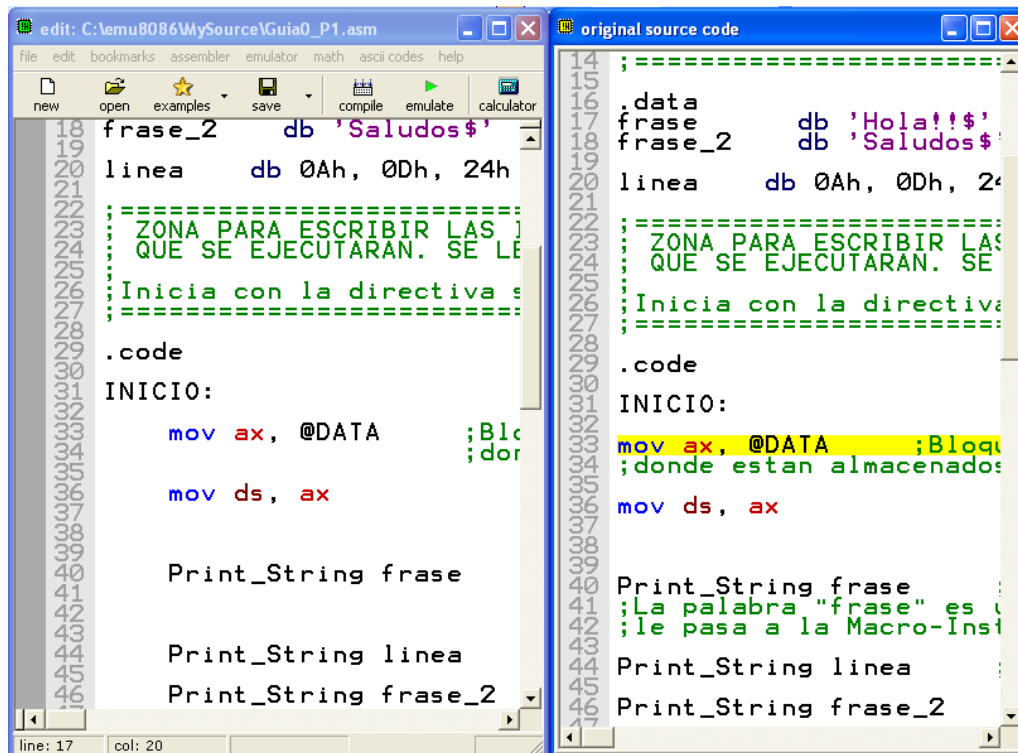 edit: C:\emu8086\MySource\Guia0_P1.asm
file edit bookmarks assembler emulator math ascii codes help
new open examples save compile emulate calculator
18 frase_2 db 'Saludos$'
19
20 linea db 0Ah, 0Dh, 24h
21
22 ;=========================
23 ; ZONA PARA ESCRIBIR LAS
24 ; QUE SE EJECUTARAN. SE
25 ;
26 ;Inicia con la directiva
27 ;=========================
28
29 .code
30
31 INICIO:
32
33 mov ax, @DATA
34
35
36 mov ds, ax
37
38
39
40 Print_String frase
41
42
43
44 Print_String linea
45
46 Print_String frase_2
line: 17
col: 20
original source code
14 ;=======================
15
16 .data
17 frase db 'Hola!!$'
18 frase_2 db 'Saludos$'
19
20 linea db 0Ah, 0Dh,
21
22 ;=======================
23 ; ZONA PARA ESCRIBIR LAS
24 ; QUE SE EJECUTARAN. SE
25 ;
26 ;Inicia con la directiva
27 ;=======================
28
29 .code
30
31 INICIO:
32
33 mov ax, @DATA
34 ;donde estan almacenados
35
36 mov ds, ax
37
38
39
40 Print_String frase ;
41 ;La palabra "frase" es
42 ;le pasa a la
43
44 Print_String linea ;
45
46 Print_String frase_2
47